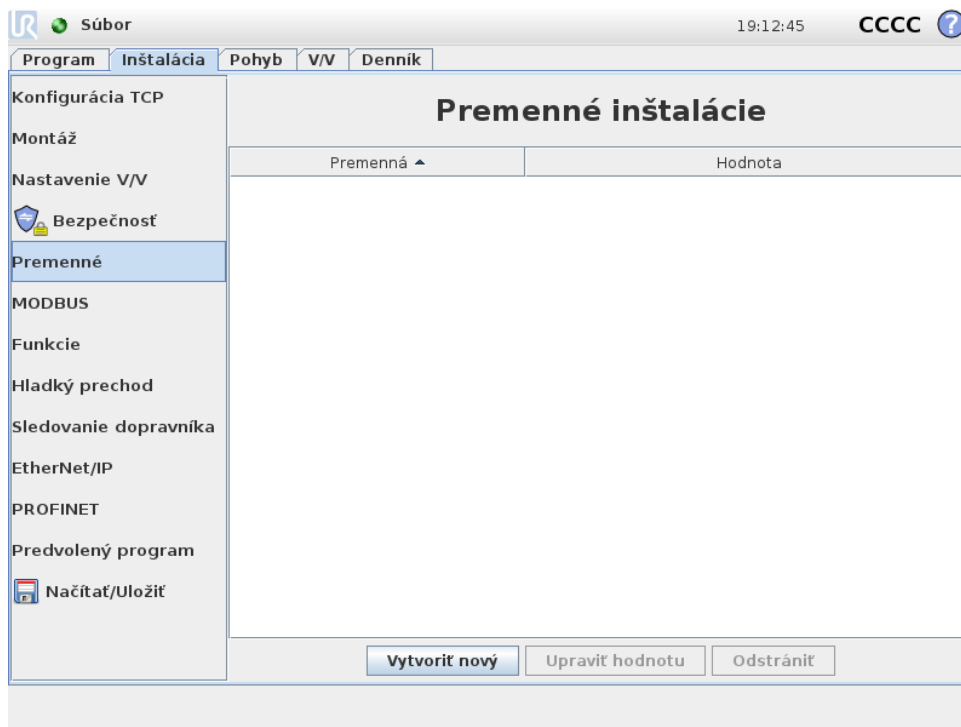 UR Súbor 19:12:45 CCCC ?
Program Inštalácia Pohyb V/V Denník
Konfigurácia TCP
Montáž
Nastavenie V/V
Bezpečnosť
Premenné
MODBUS
Funkcie
Hladký prechod
Sledovanie dopravníka
EtherNet/IP
PROFINET
Predvolený program
Načítať/Uložiť
Premenné inštalácie
Premenná Hodnota
Vytvoriť nový Upraviť hodnotu Odstrániť